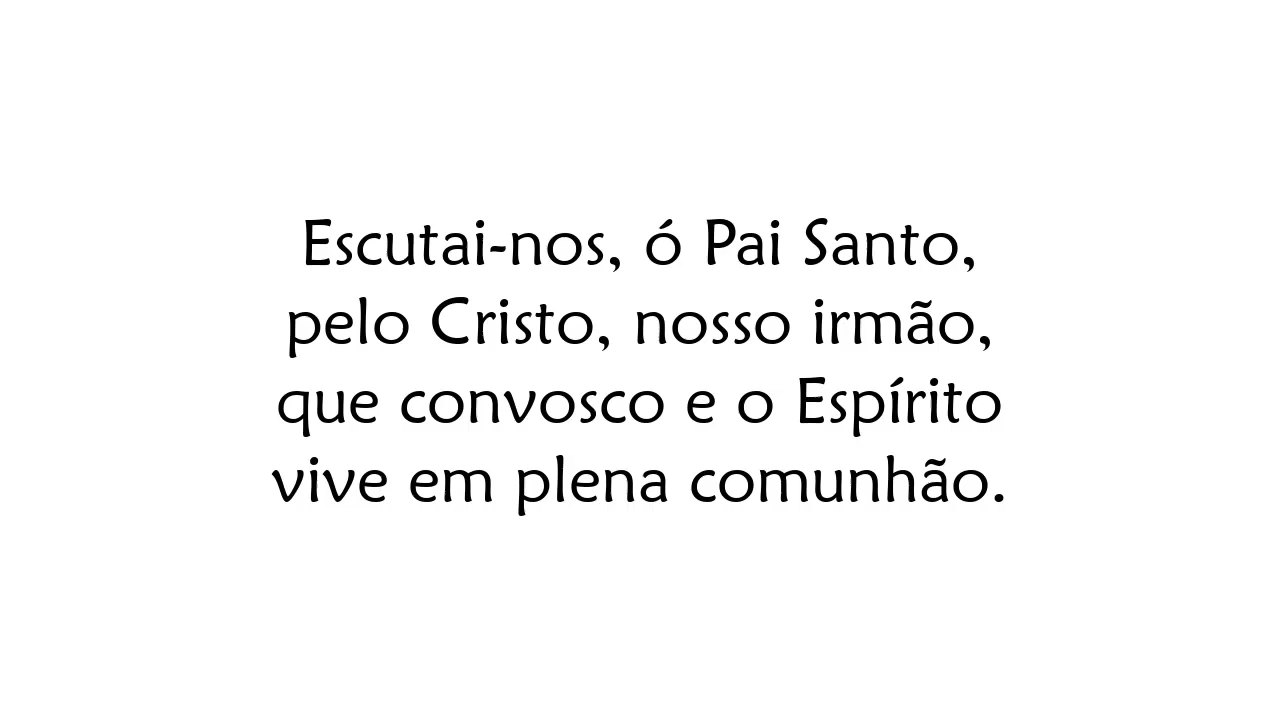 Escutai-nos, ó Pai Santo,
pelo Cristo, nosso irmão,
que convosco e o Espírito
vive em plena comunhão.